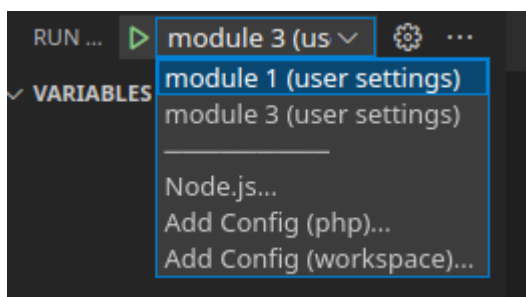 RUN ... module 3 (us
module 1 (user settings)
VARIABLES
module 3 (user settings)
Node.js...
Add Config (php)...
Add Config (workspace)...